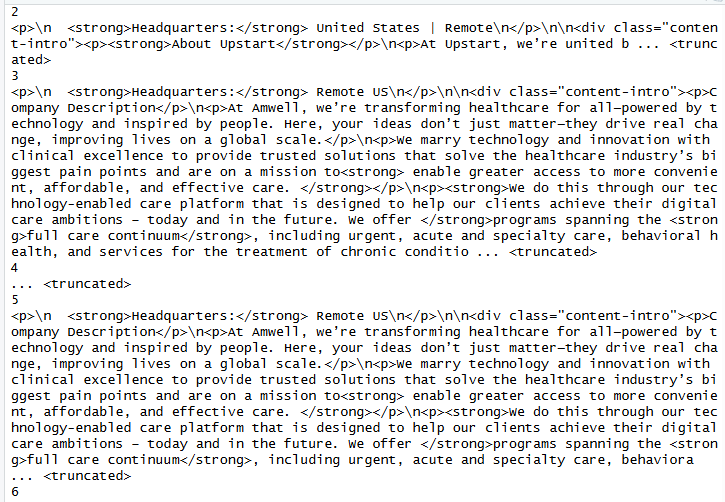 2
<p>\n  <strong>Headquarters:</strong> United States | Remote\n</p>\n\n<div class="conten
t-intro"><p><strong>About Upstart</strong></p>\n<p>At Upstart, we're united b ... <trunc
ated>
3
<p>\n  <strong>Headquarters:</strong> Remote US\n</p>\n\n<div class="content-intro"><p>C
ompany Description</p>\n<p>At Amwell, we're transforming healthcare for all—powered by t
echnology and inspired by people. Here, your ideas don't just matter—they drive real cha
nge, improving lives on a global scale.</p>\n<p>We marry technology and innovation with 
clinical excellence to provide trusted solutions that solve the healthcare industry's bi
ggest pain points and are on a mission to<strong> enable greater access to more convenie
nt, affordable, and effective care. </strong></p>\n<p><strong>We do this through our tec
hnology-enabled care platform that is designed to help our clients achieve their digital 
care ambitions – today and in the future. We offer </strong>programs spanning the <stron
g>full care continuum</strong>, including urgent, acute and specialty care, behavioral h
ealth, and services for the treatment of chronic conditio ... <truncated>
4
... <truncated>
5
<p>\n  <strong>Headquarters:</strong> Remote US\n</p>\n\n<div class="content-intro"><p>C
ompany Description</p>\n<p>At Amwell, we're transforming healthcare for all—powered by t
echnology and inspired by people. Here, your ideas don't just matter—they drive real cha
nge, improving lives on a global scale.</p>\n<p>We marry technology and innovation with 
clinical excellence to provide trusted solutions that solve the healthcare industry's bi
ggest pain points and are on a mission to<strong> enable greater access to more convenie
nt, affordable, and effective care. </strong></p>\n<p><strong>We do this through our tec
hnology-enabled care platform that is designed to help our clients achieve their digital 
care ambitions – today and in the future. We offer </strong>programs spanning the <stron
g>full care continuum</strong>, including urgent, acute and specialty care, behaviora
... <truncated>
6